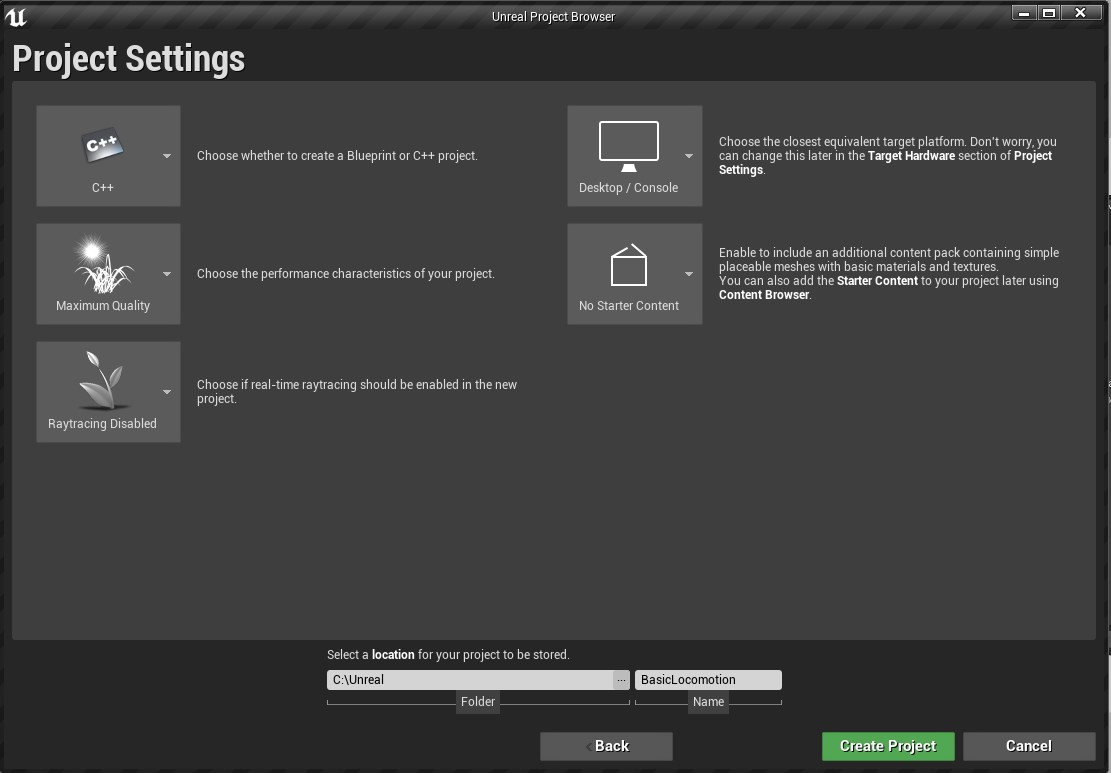 Unreal Project Browser
Project Settings
C++
C++
Choose whether to create a Blueprint or C++ project.
Desktop / Console
Choose the closest equivalent target platform. Don't worry, you
can change this later in the Target Hardware section of Project
Settings.
Maximum Quality
Choose the performance characteristics of your project.
No Starter Content
Enable to include an additional content pack containing simple
placeable meshes with basic materials and textures.
You can also add the Starter Content to your project later using
Content Browser.
Raytracing Disabled
Choose if real-time raytracing should be enabled in the new
project.
Select a location for your project to be stored.
C:\Unreal
...
BasicLocomotion
Folder
Name
Back
Create Project
Cancel